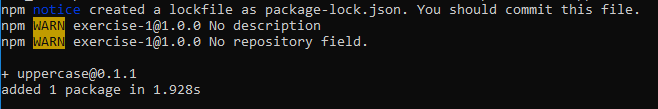 npm notice created a lockfile as package-lock.json. You should commit this file.
npm WARN exercise-1@1.0.0 No description
npm WARN exercise-1@1.0.0 No repository field.
+ uppercase@0.1.1
added 1 package in 1.928s